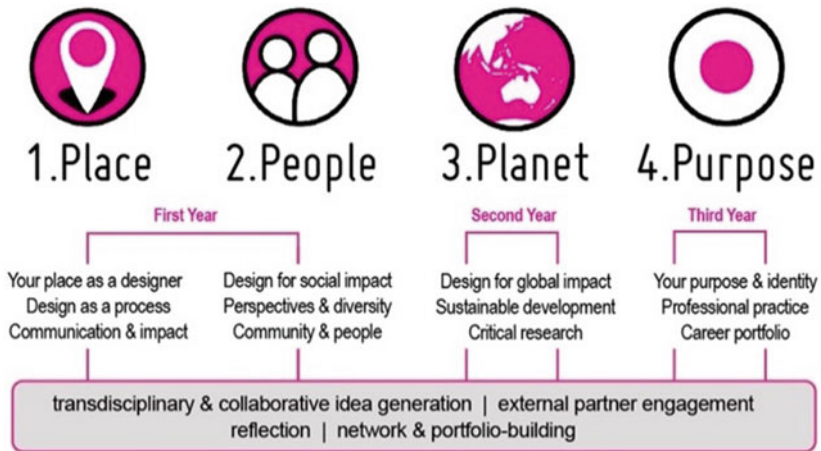 1.Place
2.People
3.Planet
4.Purpose
First Year
Second Year
Third Year
Your place as a designer
Design as a process
Communication & impact
Design for social impact
Perspectives & diversity
Community & people
Design for global impact
Sustainable development
Critical research
Your purpose & identity
Professional practice
Career portfolio
transdisciplinary & collaborative idea generation | external partner engagement
reflection | network & portfolio-building